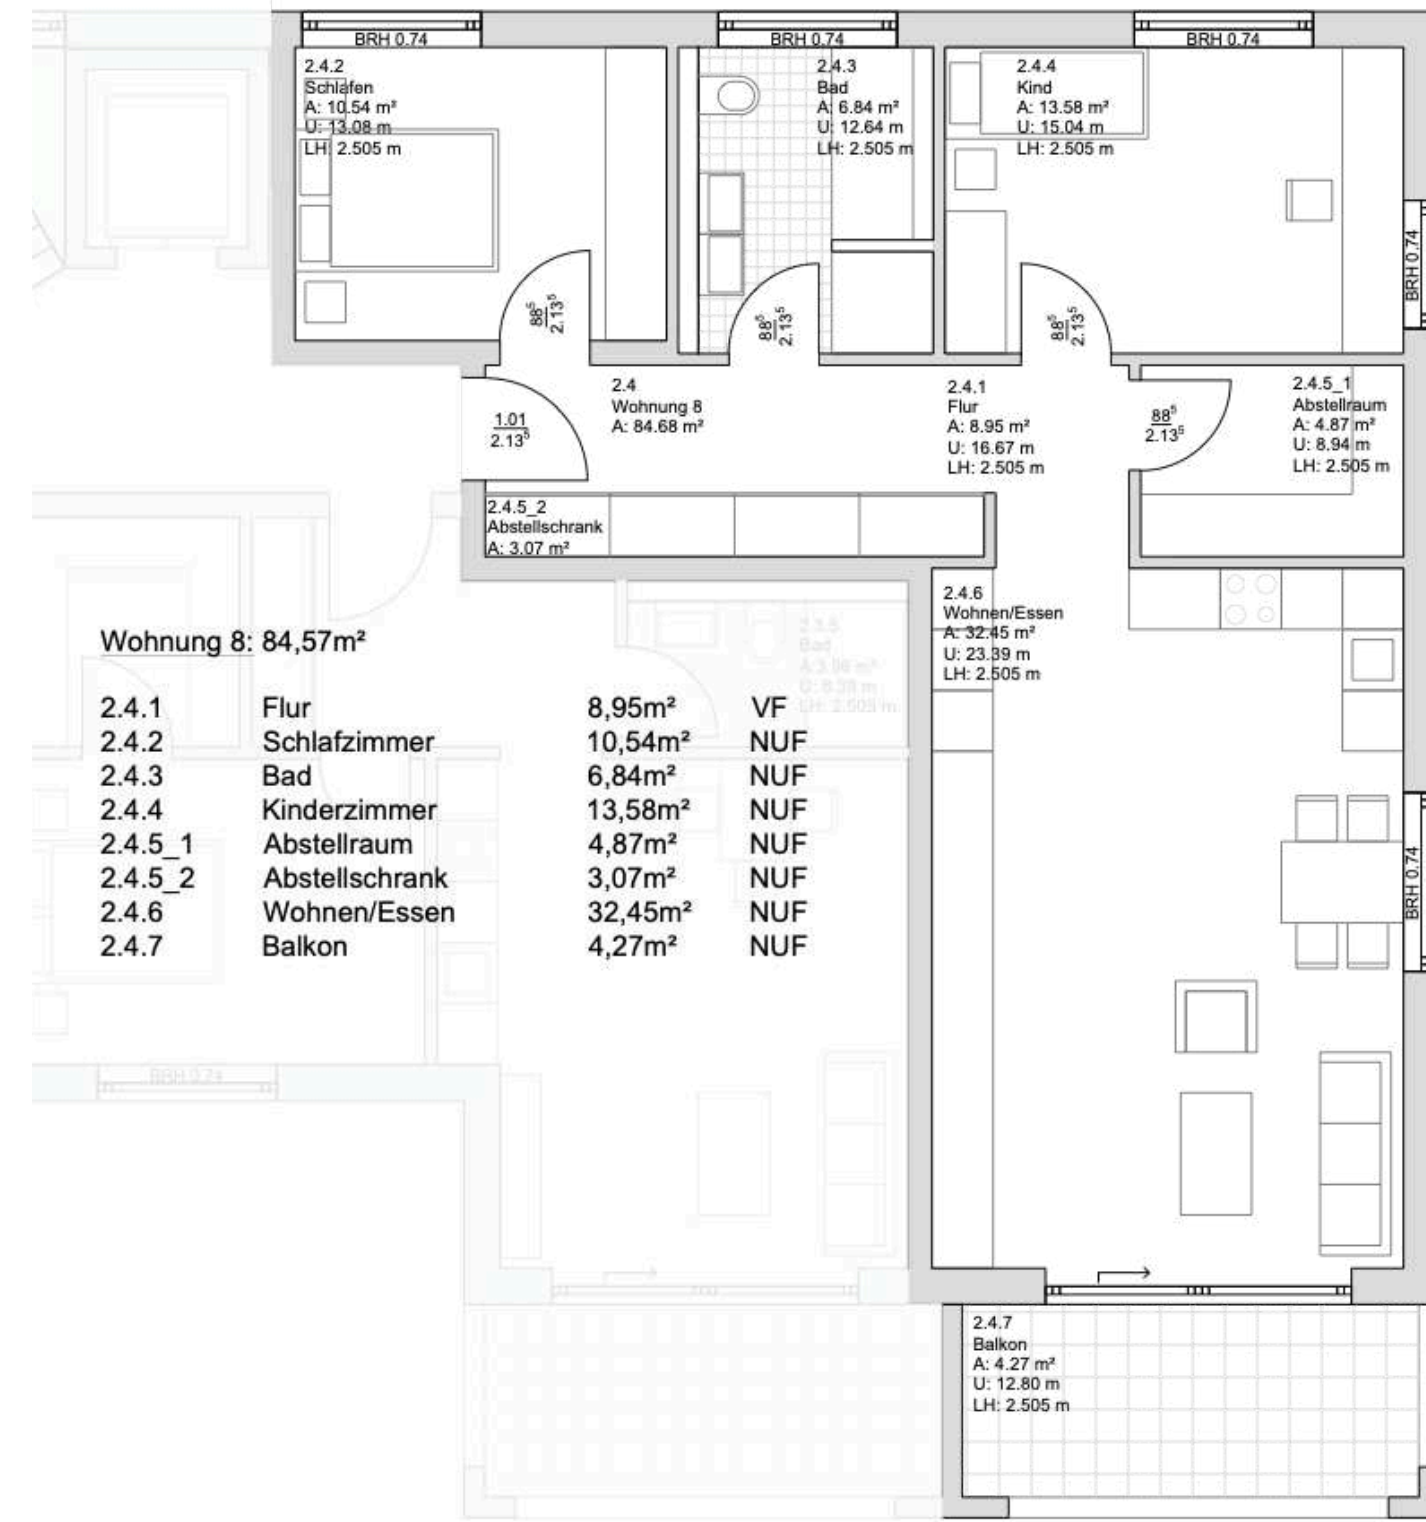 BRH 0.74
BRH 0.74
BRH 0.74
2.4.2
Schlafen
A: 10.54 m²
U: 13.08 m
LH: 2.505 m
2.4.3
Bad
A: 6.84 m²
U: 12.64 m
LH: 2.505 m
2.4.4
Kind
A: 13.58 m²
U: 15.04 m
LH: 2.505 m
BRH 0.74
88⁵
2.13⁵
88⁵
2.13⁵
88⁵
2.13⁵
1.01
2.13⁵
2.4
Wohnung 8
A: 84.68 m²
2.4.1
Flur
A: 8.95 m²
U: 16.67 m
LH: 2.505 m
88⁵
2.13⁵
2.4.5_1
Abstellraum
A: 4.87 m²
U: 8.94 m
LH: 2.505 m
2.4.5_2
Abstellschrank
A: 3.07 m²
2.4.6
Wohnen/Essen
A: 32.45 m²
U: 23.39 m
LH: 2.505 m
Bad
LH: 2.505 m
Wohnung 8: 84,57m²
2.4.1 Flur 8,95m² VF
2.4.2 Schlafzimmer 10,54m² NUF
2.4.3 Bad 6,84m² NUF
2.4.4 Kinderzimmer 13,58m² NUF
2.4.5_1 Abstellraum 4,87m² NUF
2.4.5_2 Abstellschrank 3,07m² NUF
2.4.6 Wohnen/Essen 32,45m² NUF
2.4.7 Balkon 4,27m² NUF
BRH 0.74
BRH 0.74
2.4.7
Balkon
A: 4.27 m²
U: 12.80 m
LH: 2.505 m